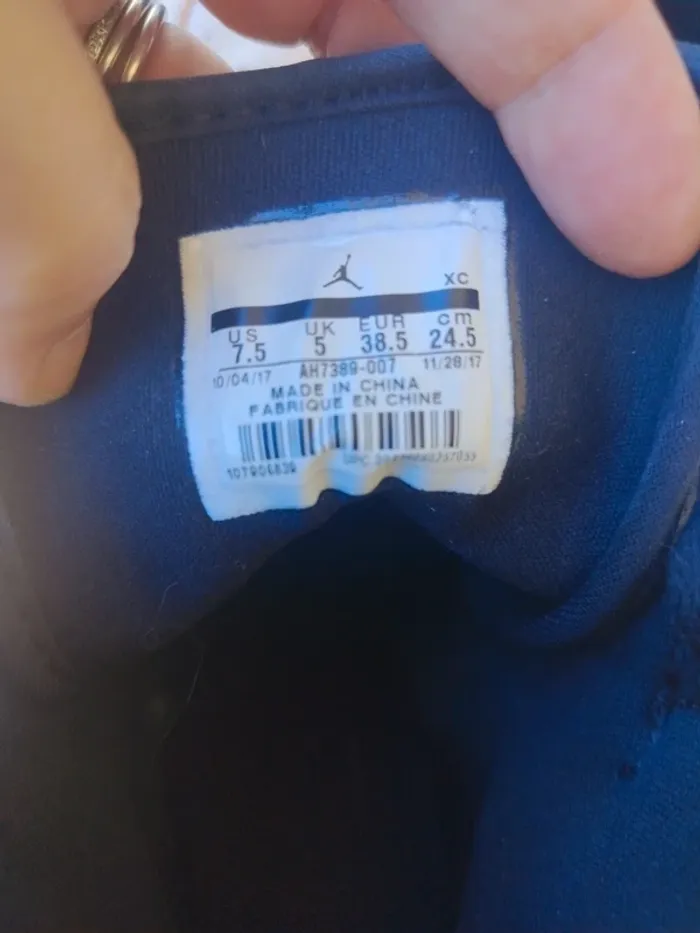 XC
US UK EUR cm
7.5 5 38.5 24.5
10/04/17 AH7389-007 11/28/17
MADE IN CHINA
FABRIQUE EN CHINE
107906839